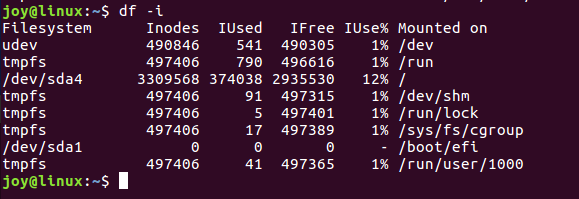 joy@linux:~$ df -i
Filesystem Inodes IUsed IFree IUse% Mounted on
udev 490846 541 490305 1% /dev
tmpfs 497406 790 496616 1% /run
/dev/sda4 3309568 374038 2935530 12% /
tmpfs 497406 91 497315 1% /dev/shm
tmpfs 497406 5 497401 1% /run/lock
tmpfs 497406 17 497389 1% /sys/fs/cgroup
/dev/sda1 0 0 0 - /boot/efi
tmpfs 497406 41 497365 1% /run/user/1000
joy@linux:~$